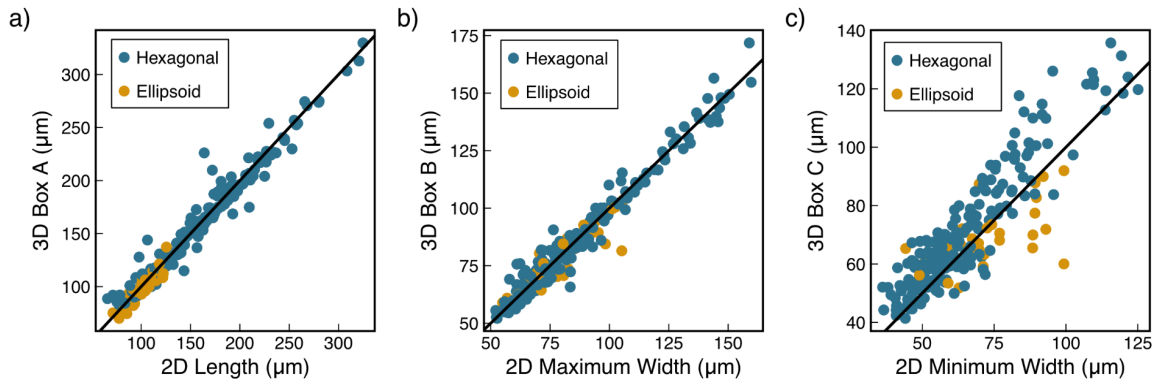 a)
3D Box A (µm)
300
250
200
150
100
Hexagonal
Ellipsoid
100 150 200 250 300
2D Length (µm)
b)
3D Box B (µm)
175
150
125
100
75
50
Hexagonal
Ellipsoid
50 75 100 125 150
2D Maximum Width (µm)
c)
3D Box C (µm)
140
120
100
80
60
40
Hexagonal
Ellipsoid
50 75 100 125
2D Minimum Width (µm)